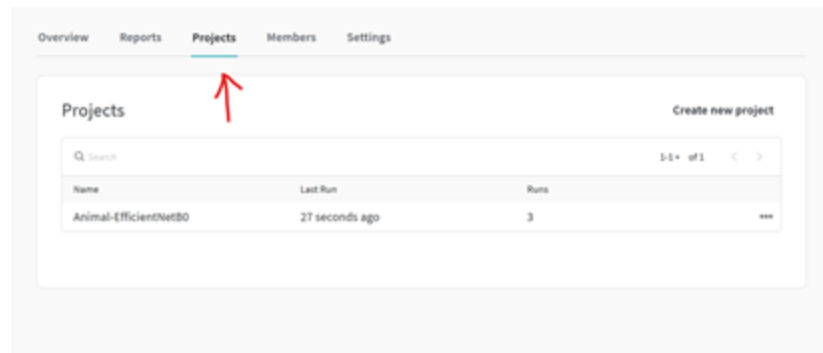 Overview Reports Projects Members Settings
Projects Create new project
Search 1-1 of 1
Name Last Run Runs
Animal-EfficientNetB0 27 seconds ago 3